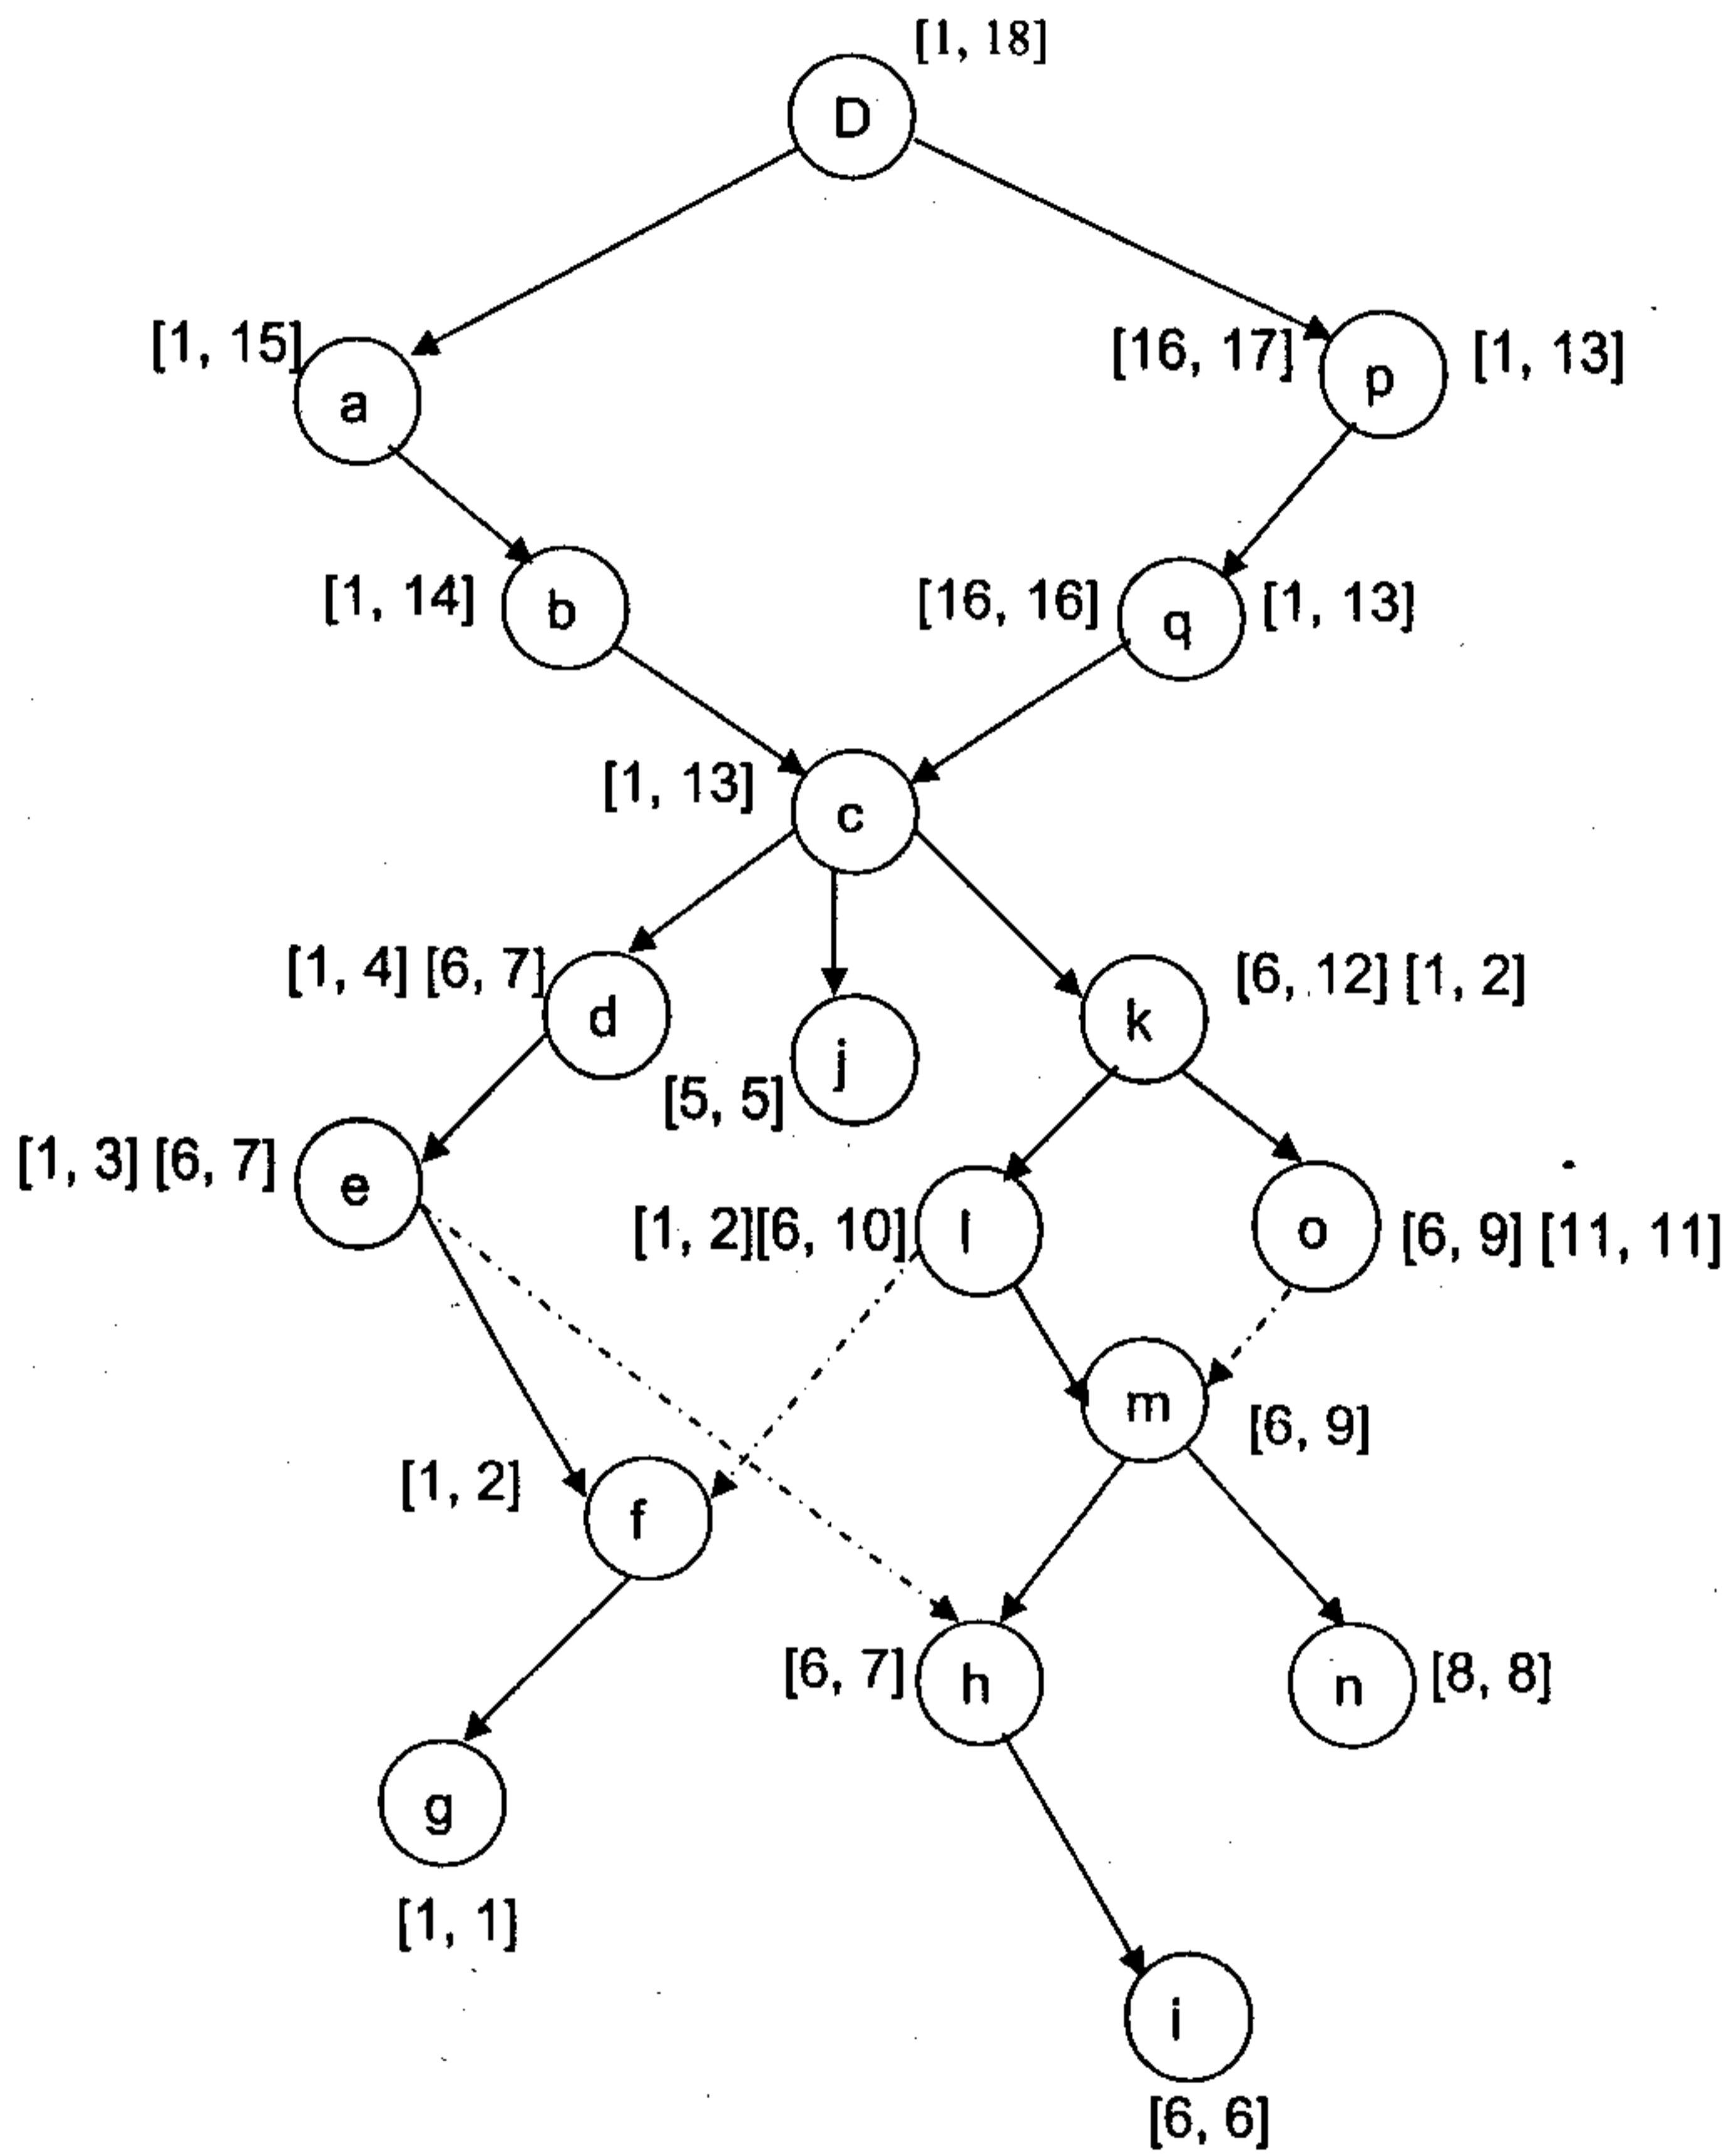 [1, 18]
D
[1, 15]
a
[16, 17]
p
[1, 13]
[1, 14]
b
[16, 16]
q
[1, 13]
[1, 13]
c
[1, 4] [6, 7]
d
[5, 5]
j
k
[6, 12] [1, 2]
[1, 3] [6, 7]
e
[1, 2][6, 10]
l
o
[6, 9] [11, 11]
m
[6, 9]
[1, 2]
f
[6, 7]
h
n
[8, 8]
g
[1, 1]
i
[6, 6]